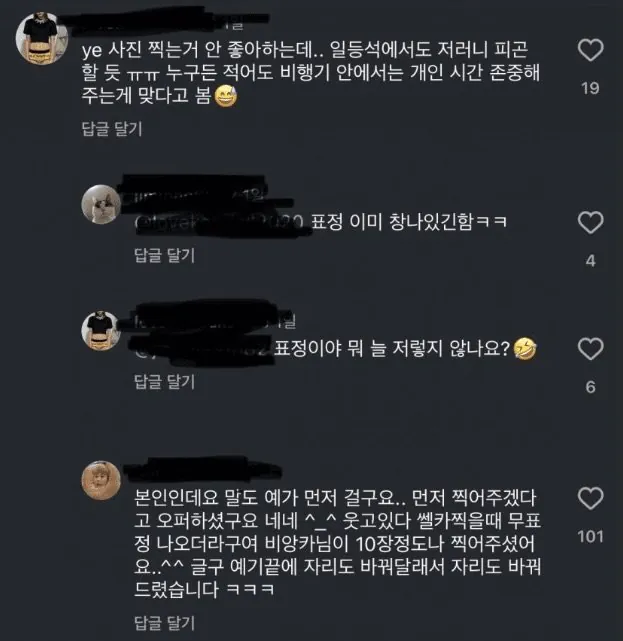 ye 사진 찍는거 안 좋아하는데.. 일등석에서도 저러니 피곤
할 듯 ㅠㅠ 누구든 적어도 비행기 안에서는 개인 시간 존중해
주는게 맞다고 봄😅
19
답글 달기
표정 이미 창나있긴함ㅋㅋ
답글 달기
4
표정이야 뭐 늘 저렇지 않나요?🤣
답글 달기
6
본인인데요 말도 예가 먼저 걸구요.. 먼저 찍어주겠다
고 오퍼하셨구요 네네 ^_^ 웃고있다 쎌카찍을때 무표
정 나오더라구여 비앙카님이 10장정도나 찍어주셨어
요..^^ 글구 예기끝에 자리도 바꿔달래서 자리도 바꿔
드렸습니다 ㅋㅋㅋ
101
답글 달기